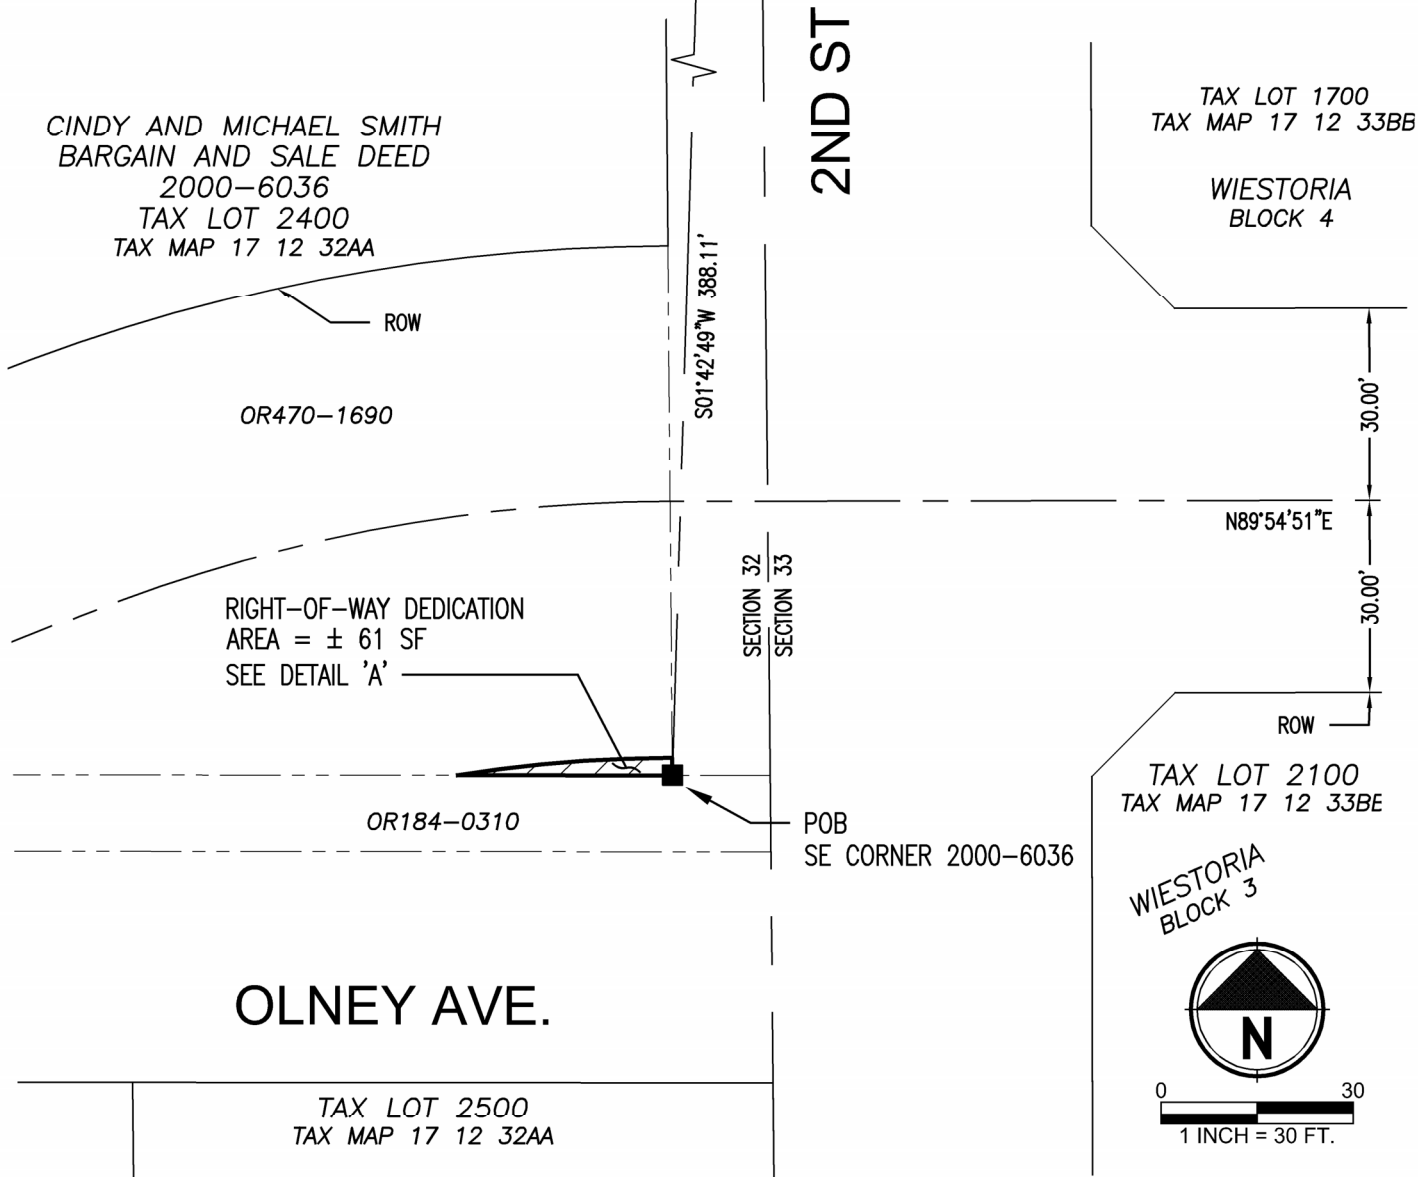 2ND ST
CINDY AND MICHAEL SMITH
BARGAIN AND SALE DEED
2000-6036
TAX LOT 2400
TAX MAP 17 12 32AA
TAX LOT 1700
TAX MAP 17 12 33BB
WIESTORIA
BLOCK 4
ROW
S01°42'49"W 388.11'
OR470-1690
30.00'
N89°54'51"E
30.00'
SECTION 32
SECTION 33
RIGHT-OF-WAY DEDICATION
AREA = ± 61 SF
SEE DETAIL 'A'
ROW
TAX LOT 2100
TAX MAP 17 12 33BB
OR184-0310
POB
SE CORNER 2000-6036
WIESTORIA
BLOCK 3
OLNEY AVE.
N
0 30
1 INCH = 30 FT.
TAX LOT 2500
TAX MAP 17 12 32AA